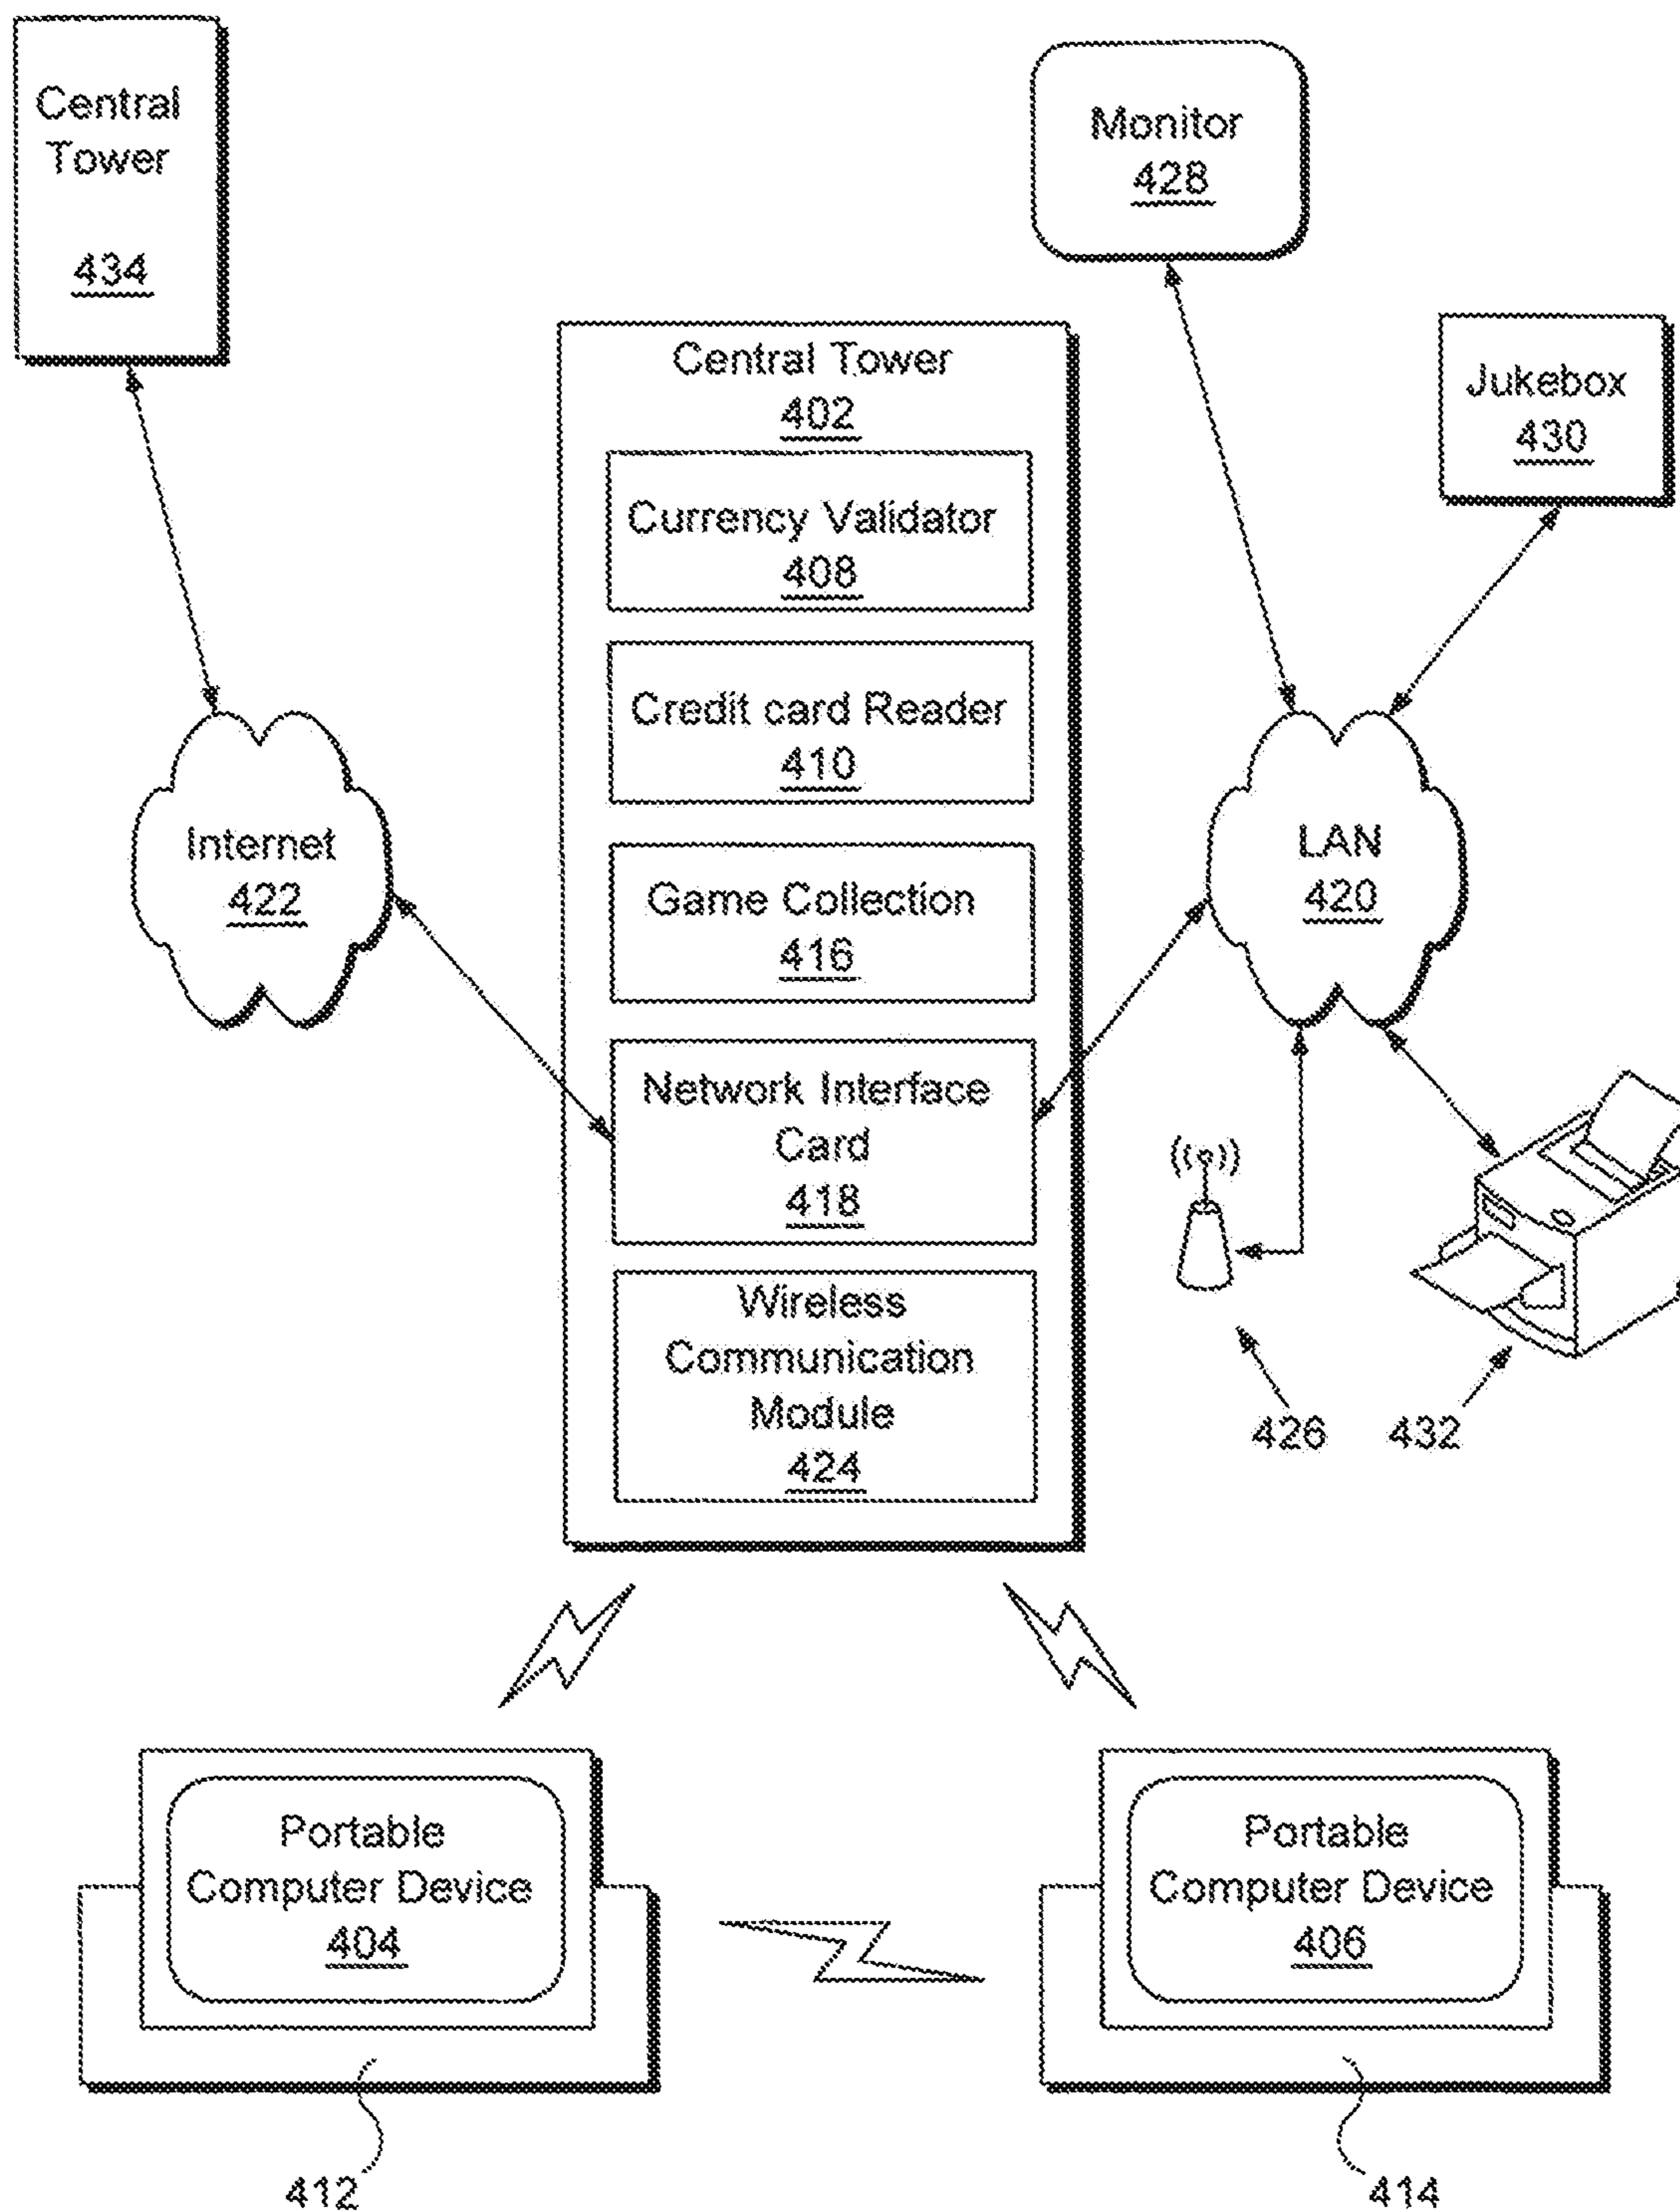 Central
Tower
434
Monitor
428
Jukebox
430
Central Tower
402
Currency Validator
408
Credit card Reader
410
Game Collection
416
Network Interface
Card
418
Wireless
Communication
Module
424
Internet
422
LAN
420
426
432
Portable
Computer Device
404
412
Portable
Computer Device
406
414